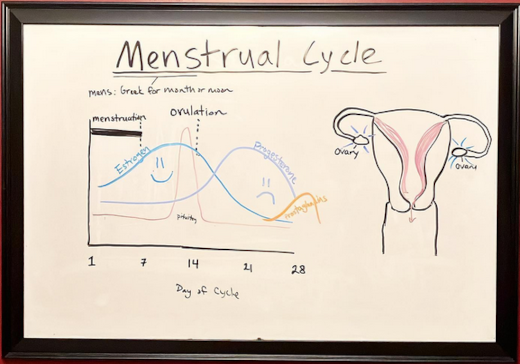 Menstrual Cycle
mens: Greek for month or moon
menstruation
ovulation
Estrogen
Progesterone
pituitary
1 7 14 21 28
Day of Cycle
Ovary
Ovary